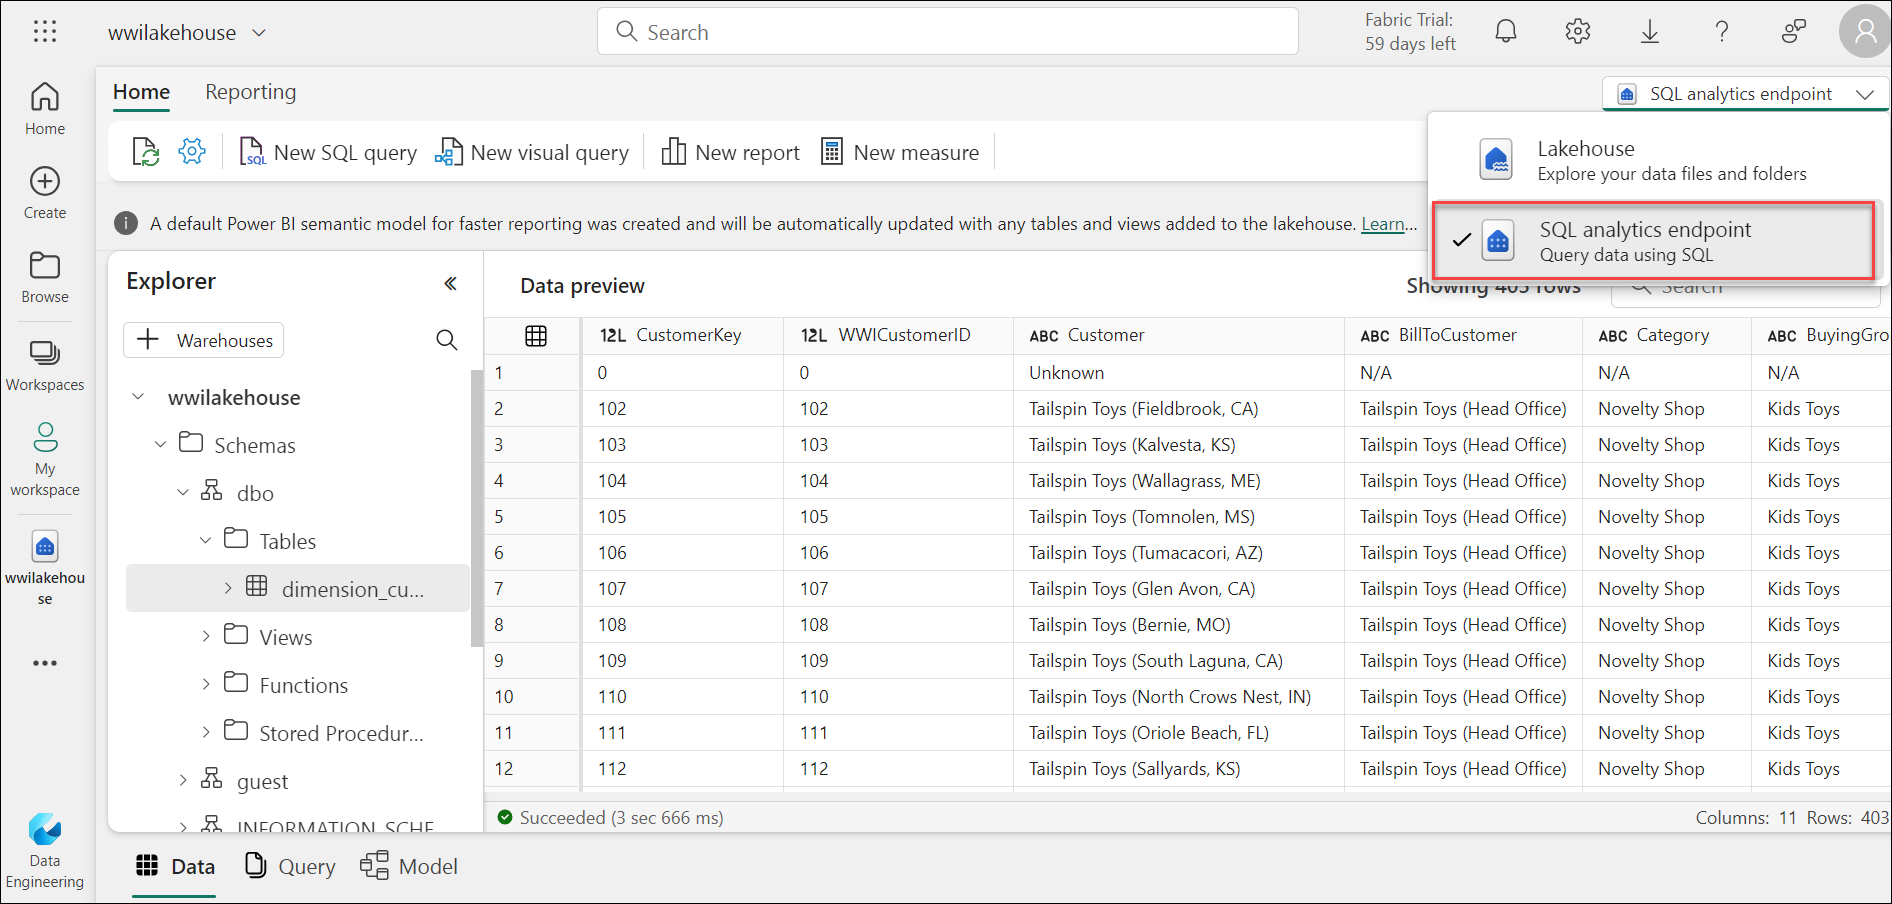 wwilakehouse
Search
Fabric Trial:
59 days left
Home
Create
Browse
Workspaces
My
workspace
wwilakehou
se
Data
Engineering
Home
Reporting
SQL analytics endpoint
New SQL query
New visual query
New report
New measure
Lakehouse
Explore your data files and folders
SQL analytics endpoint
Query data using SQL
A default Power BI semantic model for faster reporting was created and will be automatically updated with any tables and views added to the lakehouse. Learn...
Explorer
Warehouses
wwilakehouse
Schemas
dbo
Tables
dimension_cu...
Views
Functions
Stored Procedur...
guest
INFORMATION_SCHE
Data preview
Showing 403 rows
Search
12L CustomerKey 12L WWICustomerID ABC Customer ABC BillToCustomer ABC Category ABC BuyingGro
1 0 0 Unknown N/A N/A N/A
2 102 102 Tailspin Toys (Fieldbrook, CA) Tailspin Toys (Head Office) Novelty Shop Kids Toys
3 103 103 Tailspin Toys (Kalvesta, KS) Tailspin Toys (Head Office) Novelty Shop Kids Toys
4 104 104 Tailspin Toys (Wallagrass, ME) Tailspin Toys (Head Office) Novelty Shop Kids Toys
5 105 105 Tailspin Toys (Tomnolen, MS) Tailspin Toys (Head Office) Novelty Shop Kids Toys
6 106 106 Tailspin Toys (Tumacacori, AZ) Tailspin Toys (Head Office) Novelty Shop Kids Toys
7 107 107 Tailspin Toys (Glen Avon, CA) Tailspin Toys (Head Office) Novelty Shop Kids Toys
8 108 108 Tailspin Toys (Bernie, MO) Tailspin Toys (Head Office) Novelty Shop Kids Toys
9 109 109 Tailspin Toys (South Laguna, CA) Tailspin Toys (Head Office) Novelty Shop Kids Toys
10 110 110 Tailspin Toys (North Crows Nest, IN) Tailspin Toys (Head Office) Novelty Shop Kids Toys
11 111 111 Tailspin Toys (Oriole Beach, FL) Tailspin Toys (Head Office) Novelty Shop Kids Toys
12 112 112 Tailspin Toys (Sallyards, KS) Tailspin Toys (Head Office) Novelty Shop Kids Toys
Succeeded (3 sec 666 ms)
Columns: 11 Rows: 403
Data
Query
Model